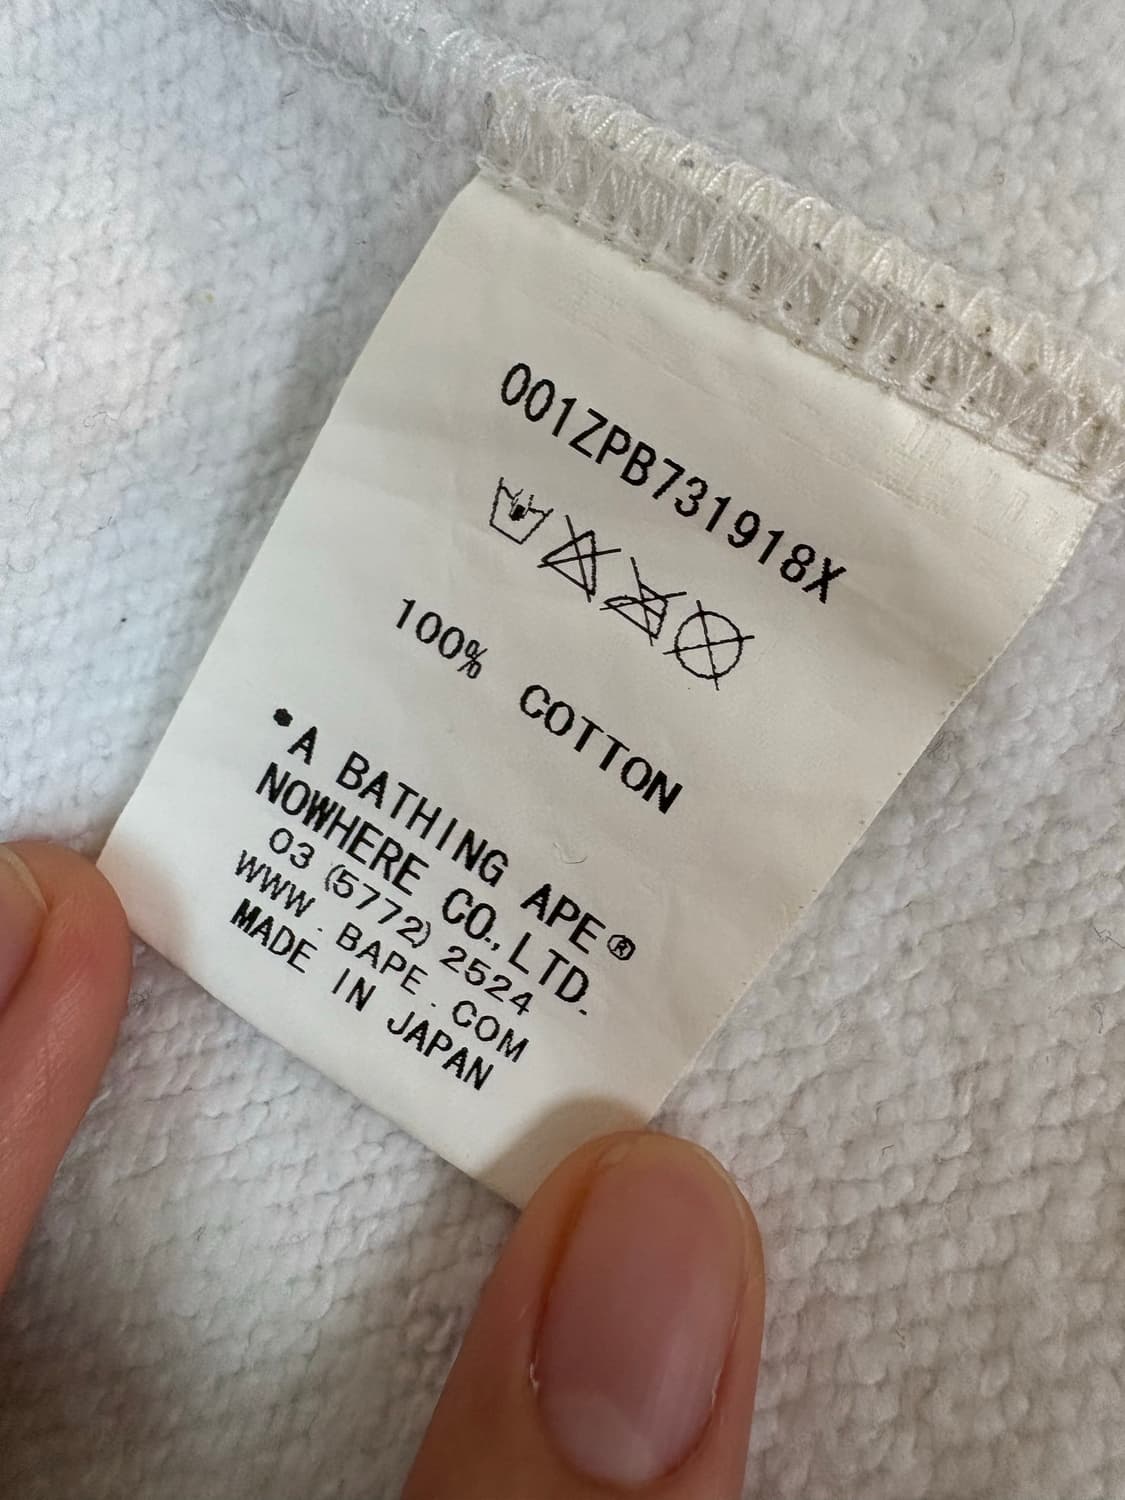 001ZPB731918X
100% COTTON
•A BATHING APE®
NOWHERE CO., LTD.
03 (5772) 2524
WWW.BAPE.COM
MADE IN JAPAN